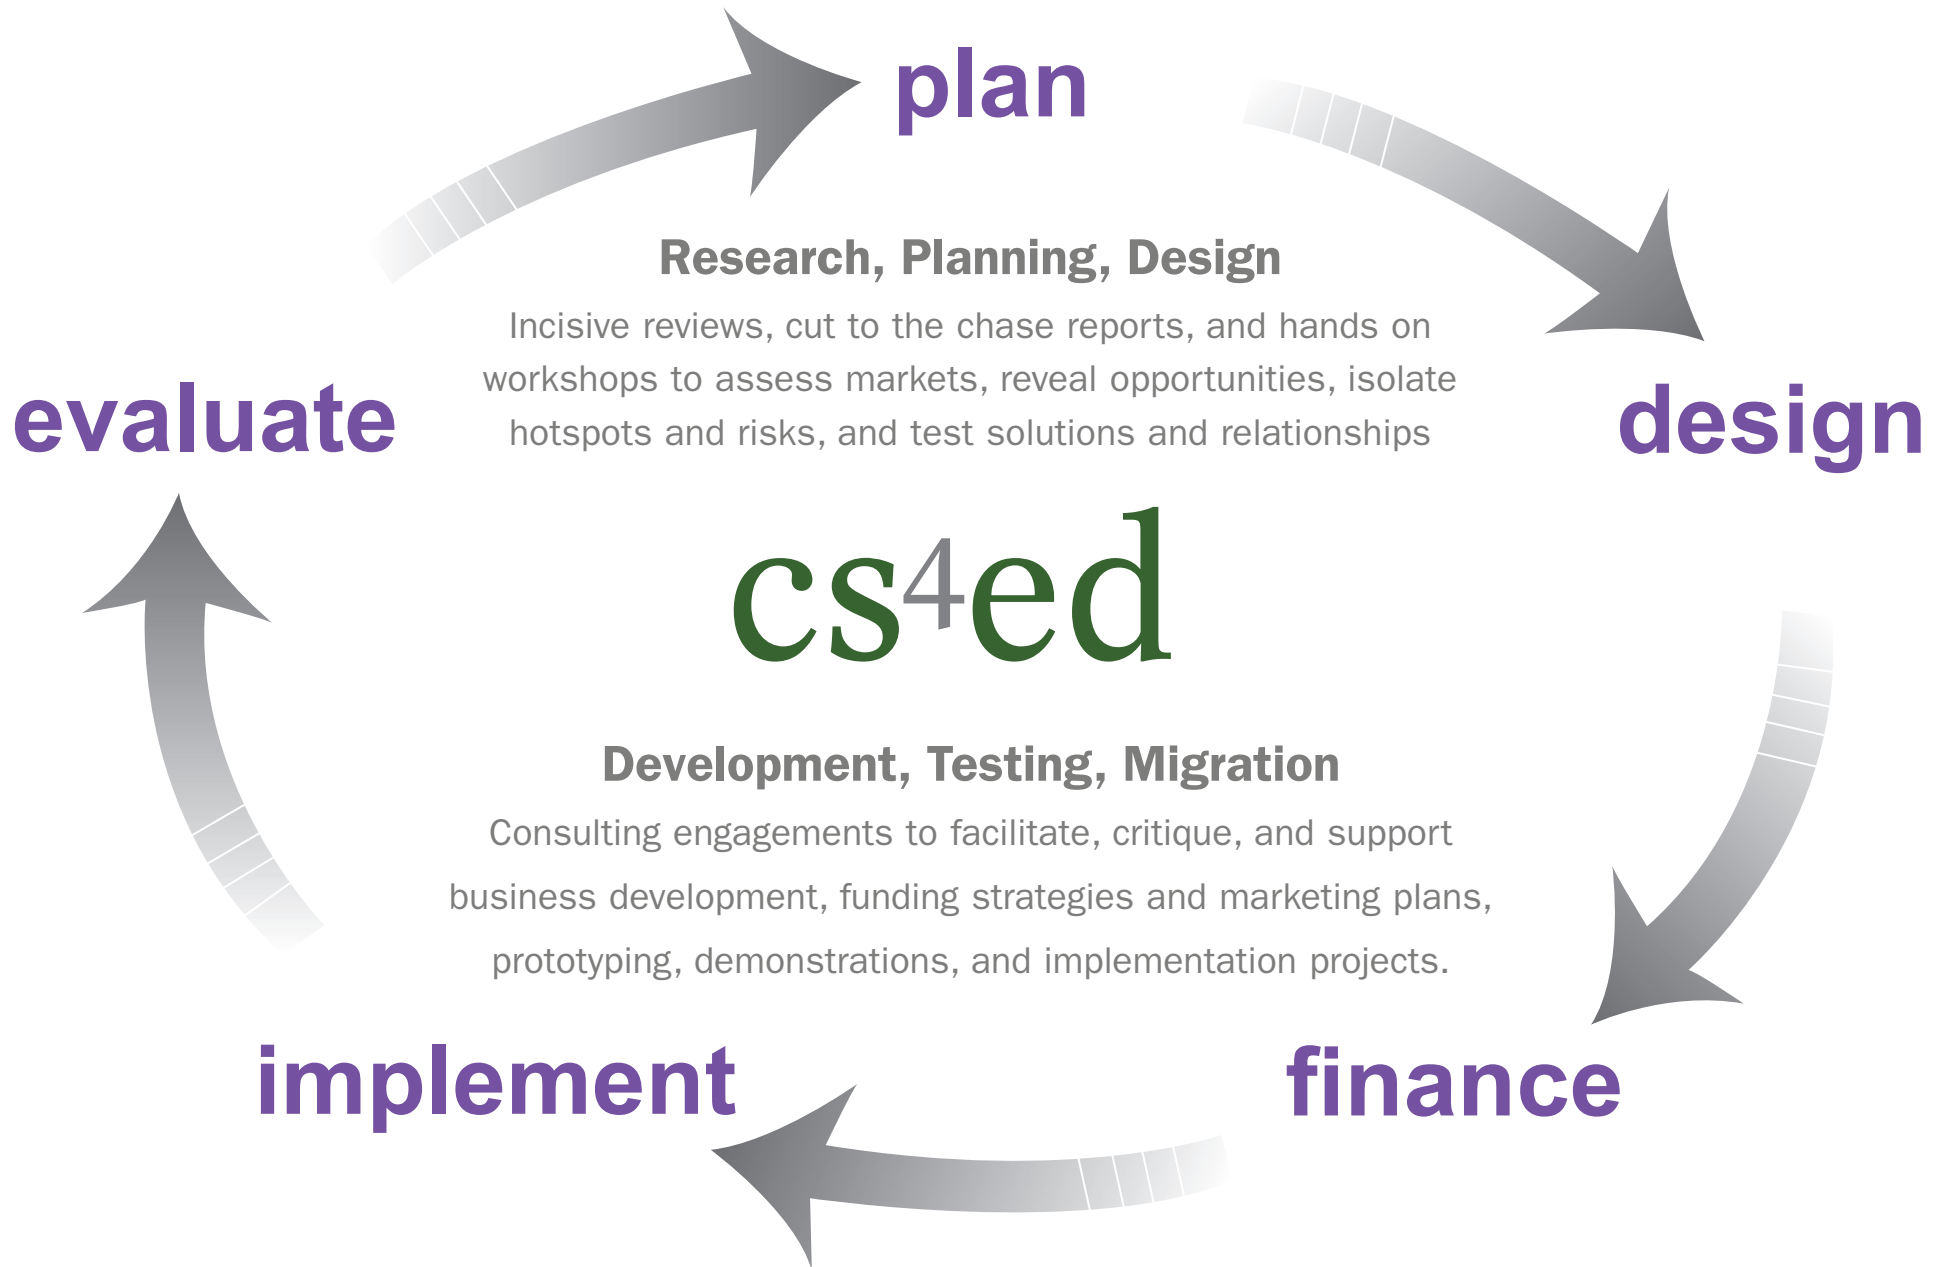 plan
Research, Planning, Design
Incisive reviews, cut to the chase reports, and hands on
workshops to assess markets, reveal opportunities, isolate
hotspots and risks, and test solutions and relationships
evaluate
design
cs4ed
Development, Testing, Migration
Consulting engagements to facilitate, critique, and support
business development, funding strategies and marketing plans,
prototyping, demonstrations, and implementation projects.
implement
finance